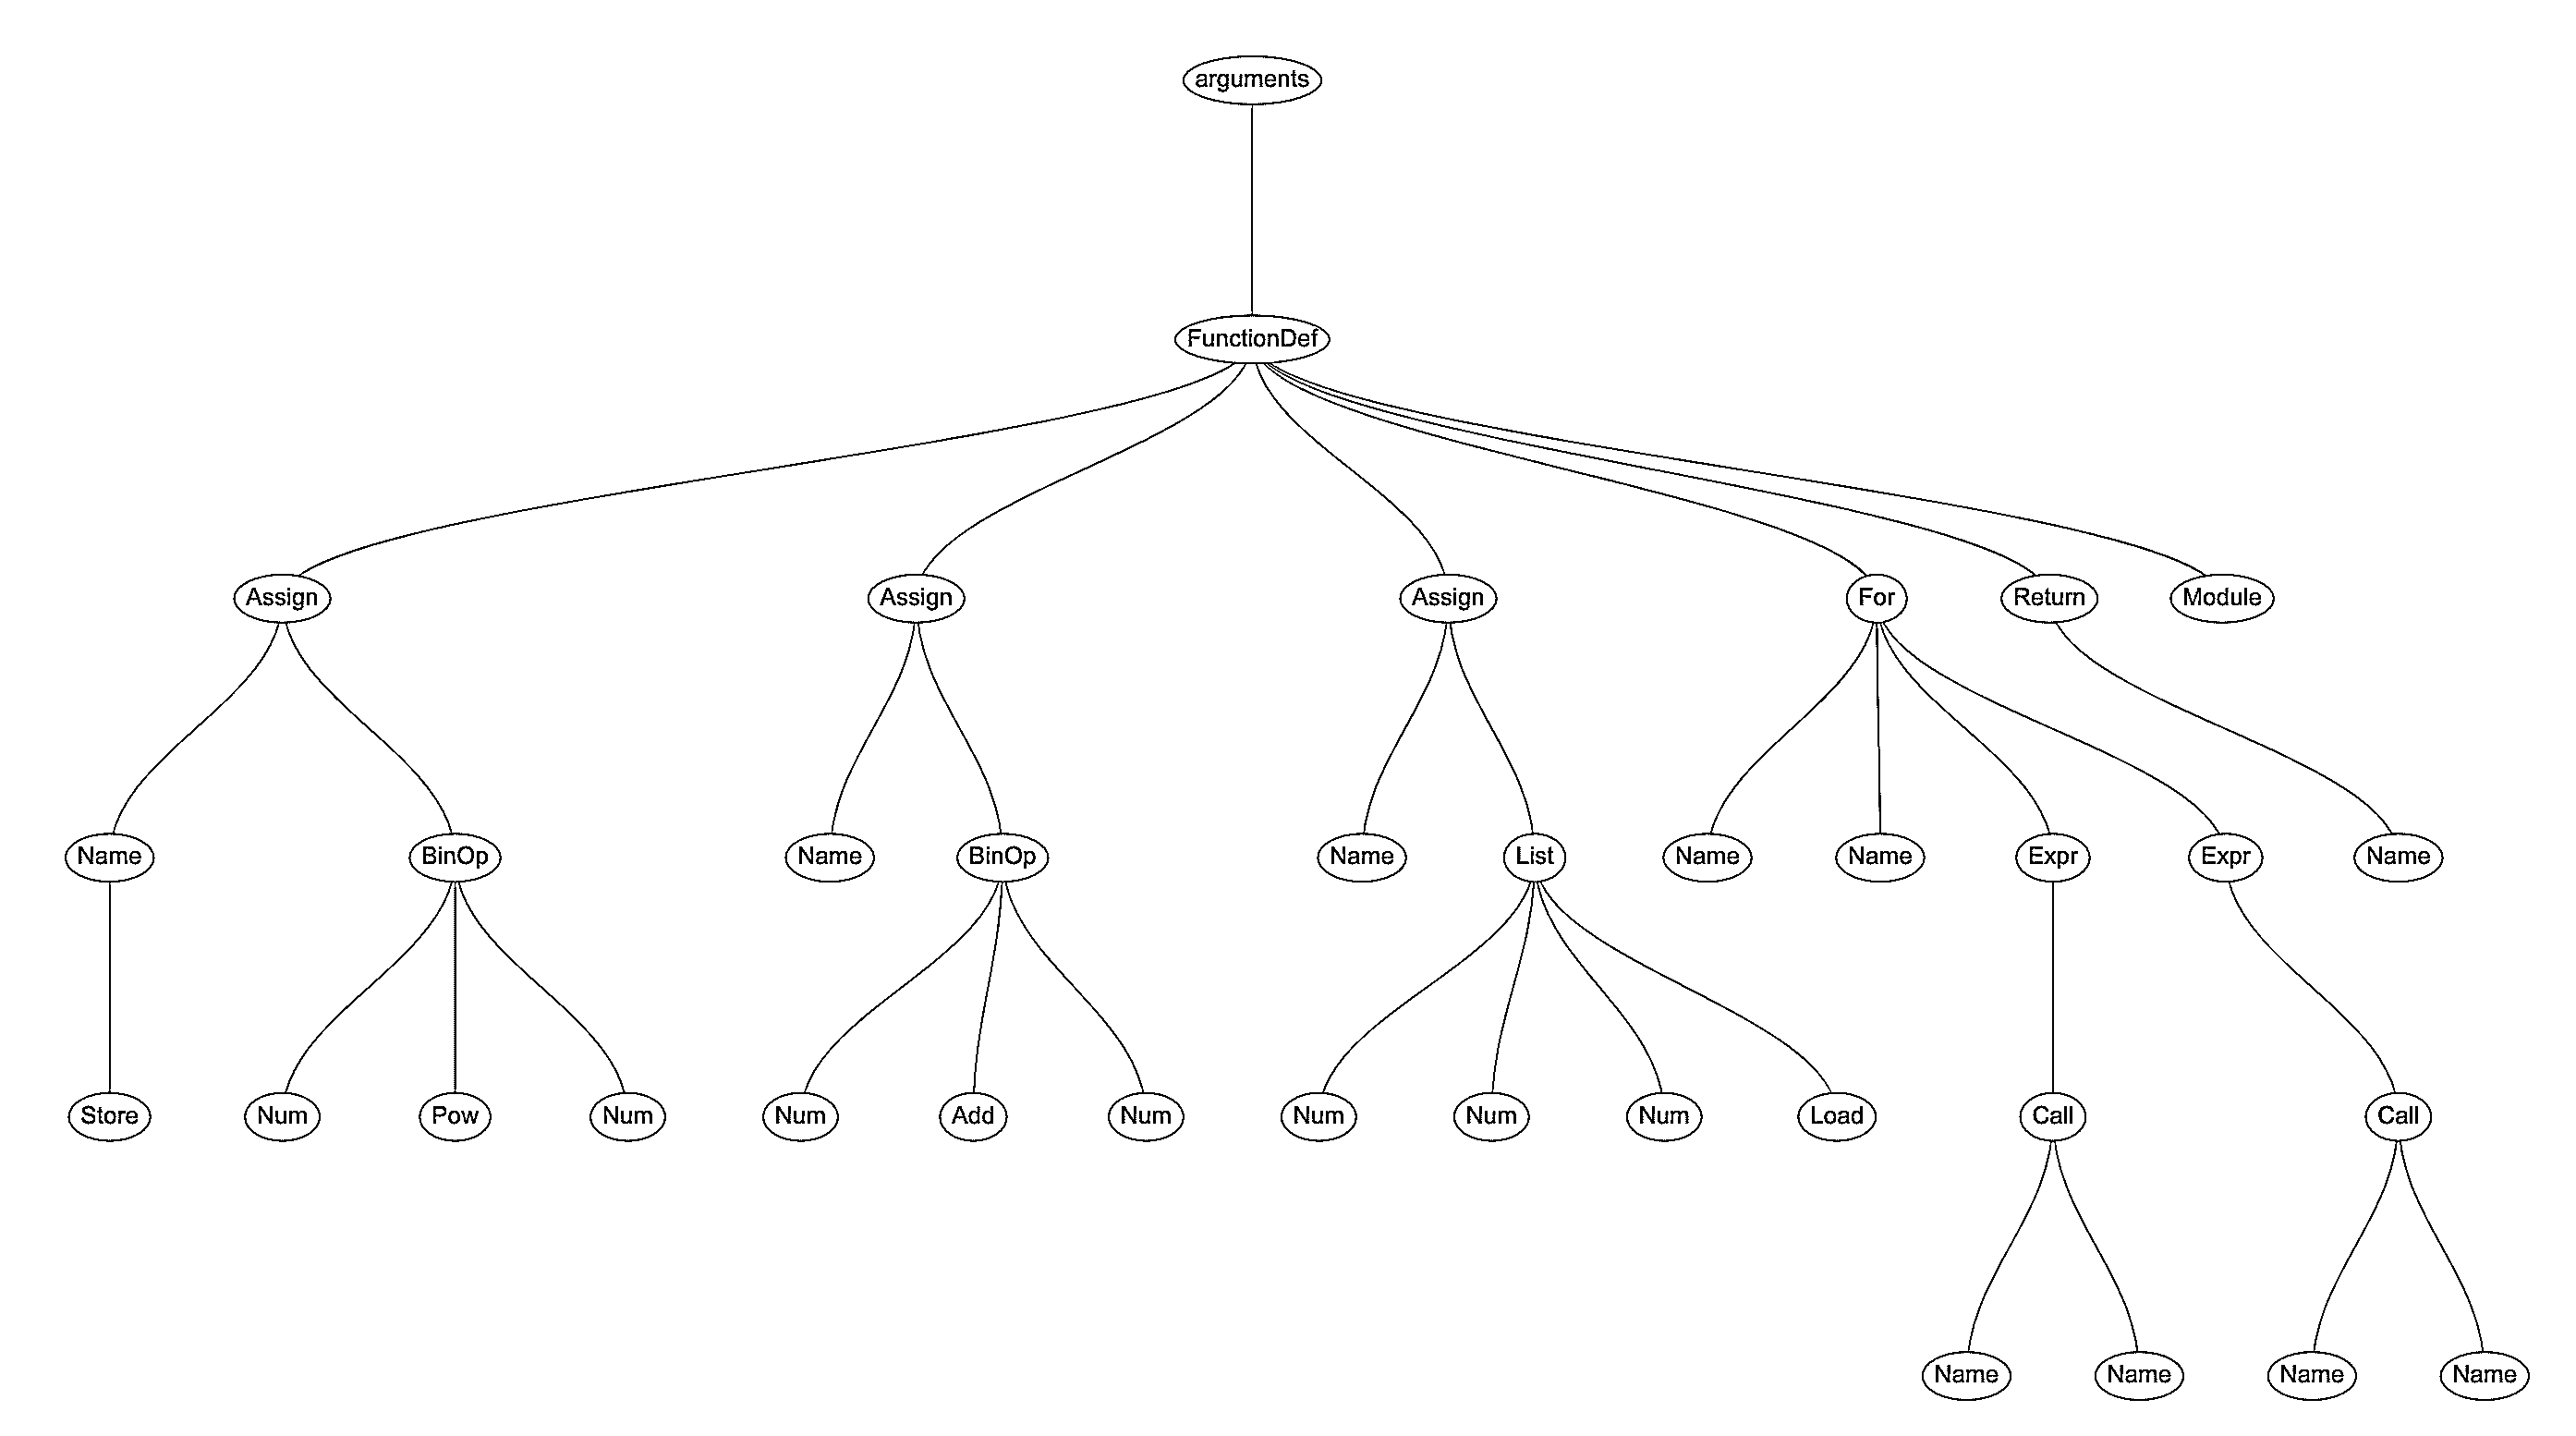 arguments
FunctionDef
Assign Assign Assign For Return Module
Name BinOp Name BinOp Name List Name Name Expr Expr Name
Store Num Pow Num Num Add Num Num Num Num Load Call Call
Name Name Name Name